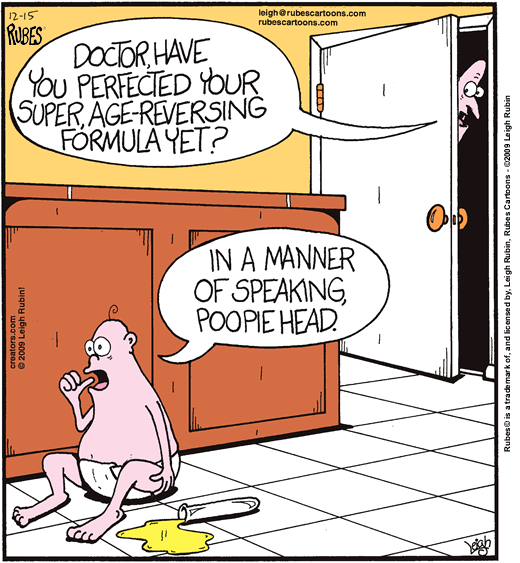 12-15
RUBES®
leigh@rubescartoons.com
rubescartoons.com
DOCTOR, HAVE
YOU PERFECTED YOUR
SUPER, AGE-REVERSING
FORMULA YET?
IN A MANNER
OF SPEAKING,
POOPIE HEAD.
creators.com
© 2009 Leigh Rubin!
Rubes© is a trademark of, and licensed by, Leigh Rubin, Rubes Cartoons - ©2009 Leigh Rubin
Leigh